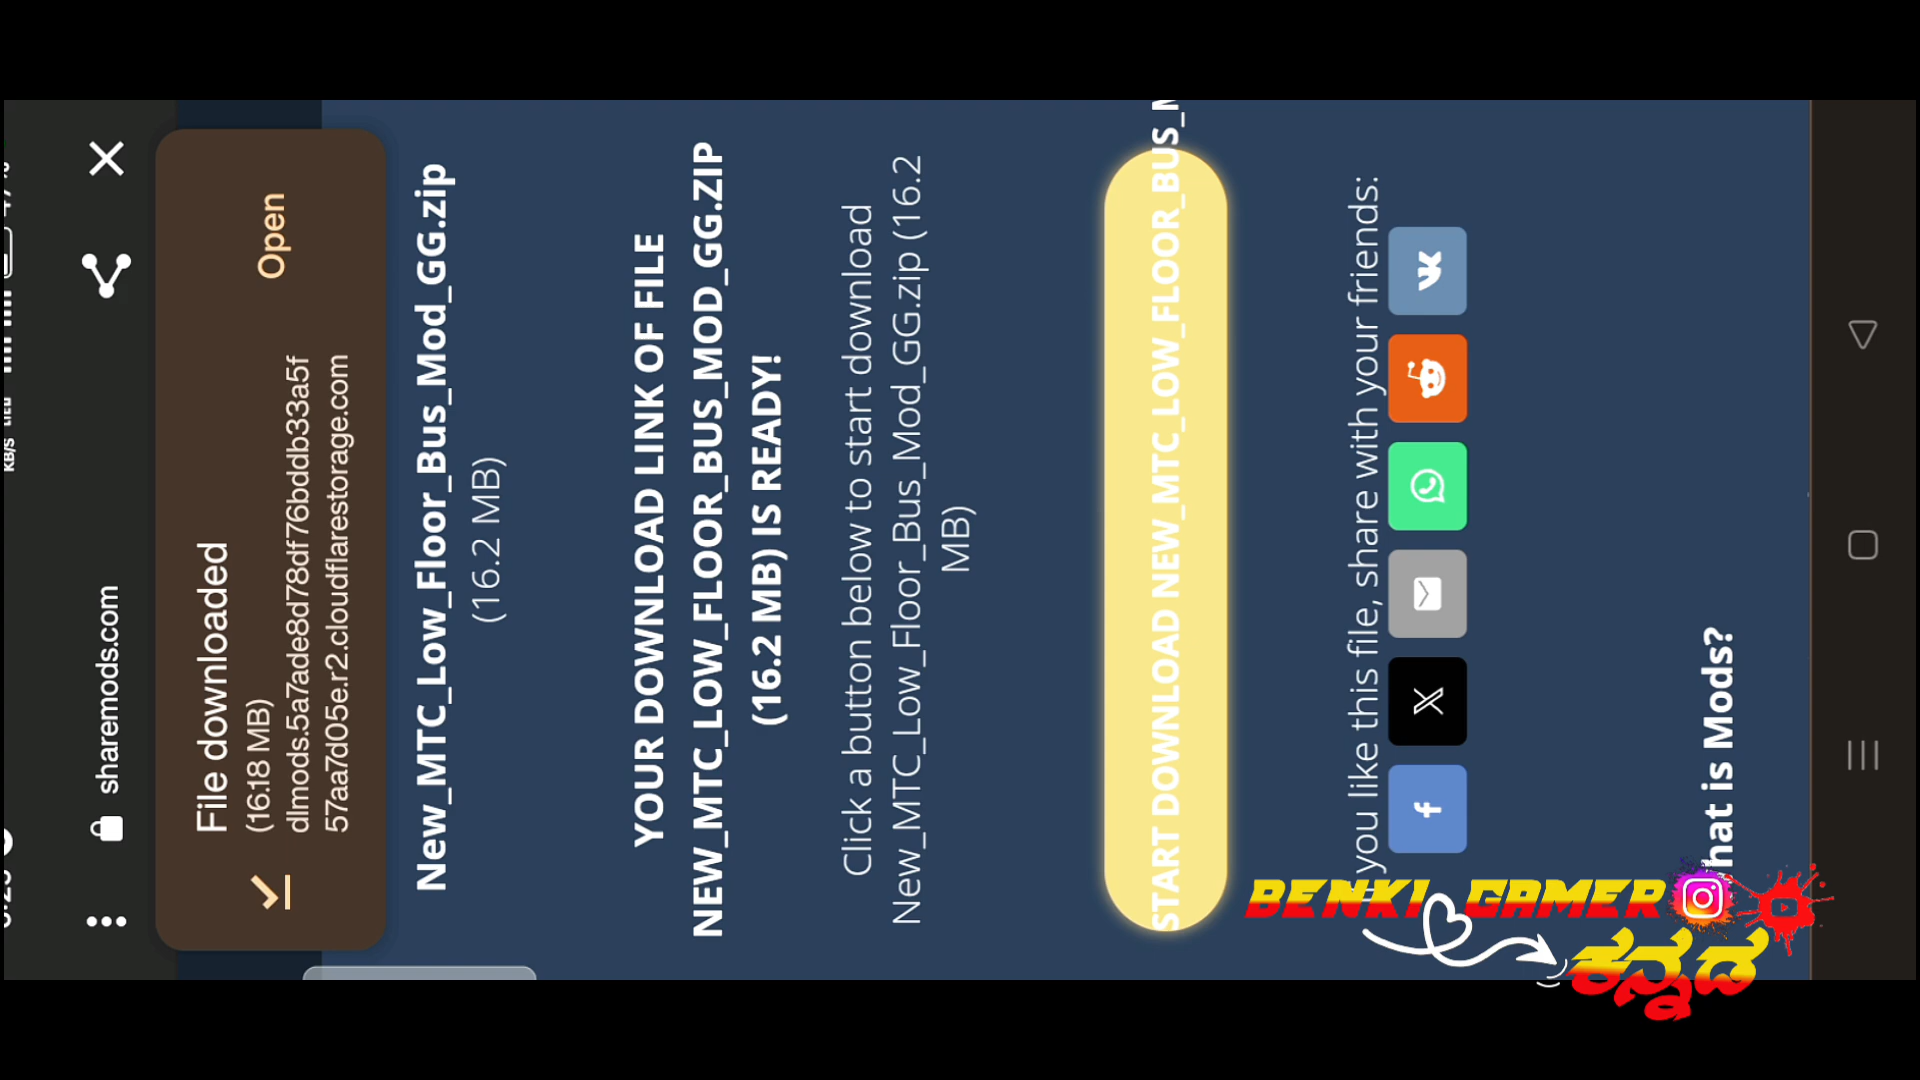 sharemods.com
File downloaded
(16.18 MB)
dlmods.5a7ade8d78df76bddb33a5f
57aa7d05e.r2.cloudflarestorage.com
Open
New_MTC_Low_Floor_Bus_Mod_GG.zip
(16.2 MB)
YOUR DOWNLOAD LINK OF FILE
NEW_MTC_LOW_FLOOR_BUS_MOD_GG.ZIP
(16.2 MB) IS READY!
Click a button below to start download
New_MTC_Low_Floor_Bus_Mod_GG.zip (16.2
MB)
START DOWNLOAD NEW_MTC_LOW_FLOOR_BUS_M
you like this file, share with your friends:
hat is Mods?
BENKI GAMER
ಕನ್ನಡ